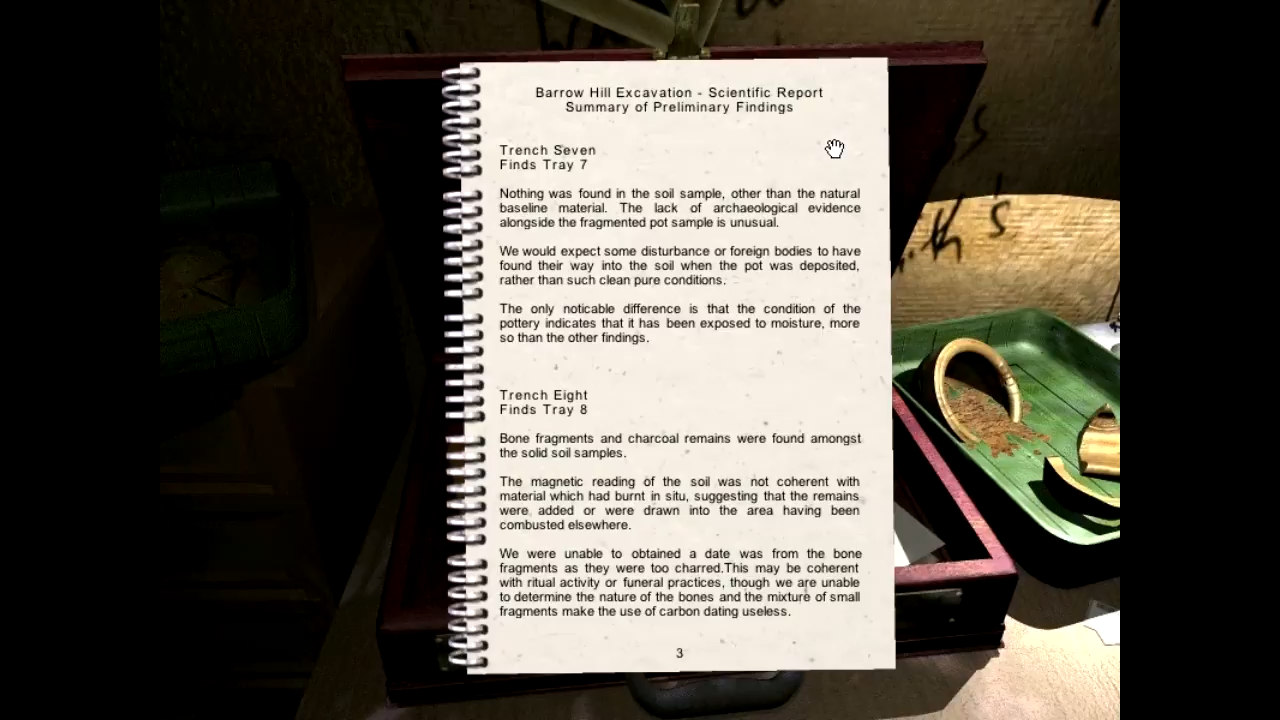 Barrow Hill Excavation - Scientific Report
Summary of Preliminary Findings
Trench Seven
Finds Tray 7
Nothing was found in the soil sample, other than the natural
baseline material. The lack of archaeological evidence
alongside the fragmented pot sample is unusual.
We would expect some disturbance or foreign bodies to have
found their way into the soil when the pot was deposited,
rather than such clean pure conditions.
The only noticable difference is that the condition of the
pottery indicates that it has been exposed to moisture, more
so than the other findings.
Trench Eight
Finds Tray 8
Bone fragments and charcoal remains were found amongst
the solid soil samples.
The magnetic reading of the soil was not coherent with
material which had burnt in situ, suggesting that the remains
were added or were drawn into the area having been
combusted elsewhere.
We were unable to obtained a date was from the bone
fragments as they were too charred.This may be coherent
with ritual activity or funeral practices, though we are unable
to determine the nature of the bones and the mixture of small
fragments make the use of carbon dating useless.
3